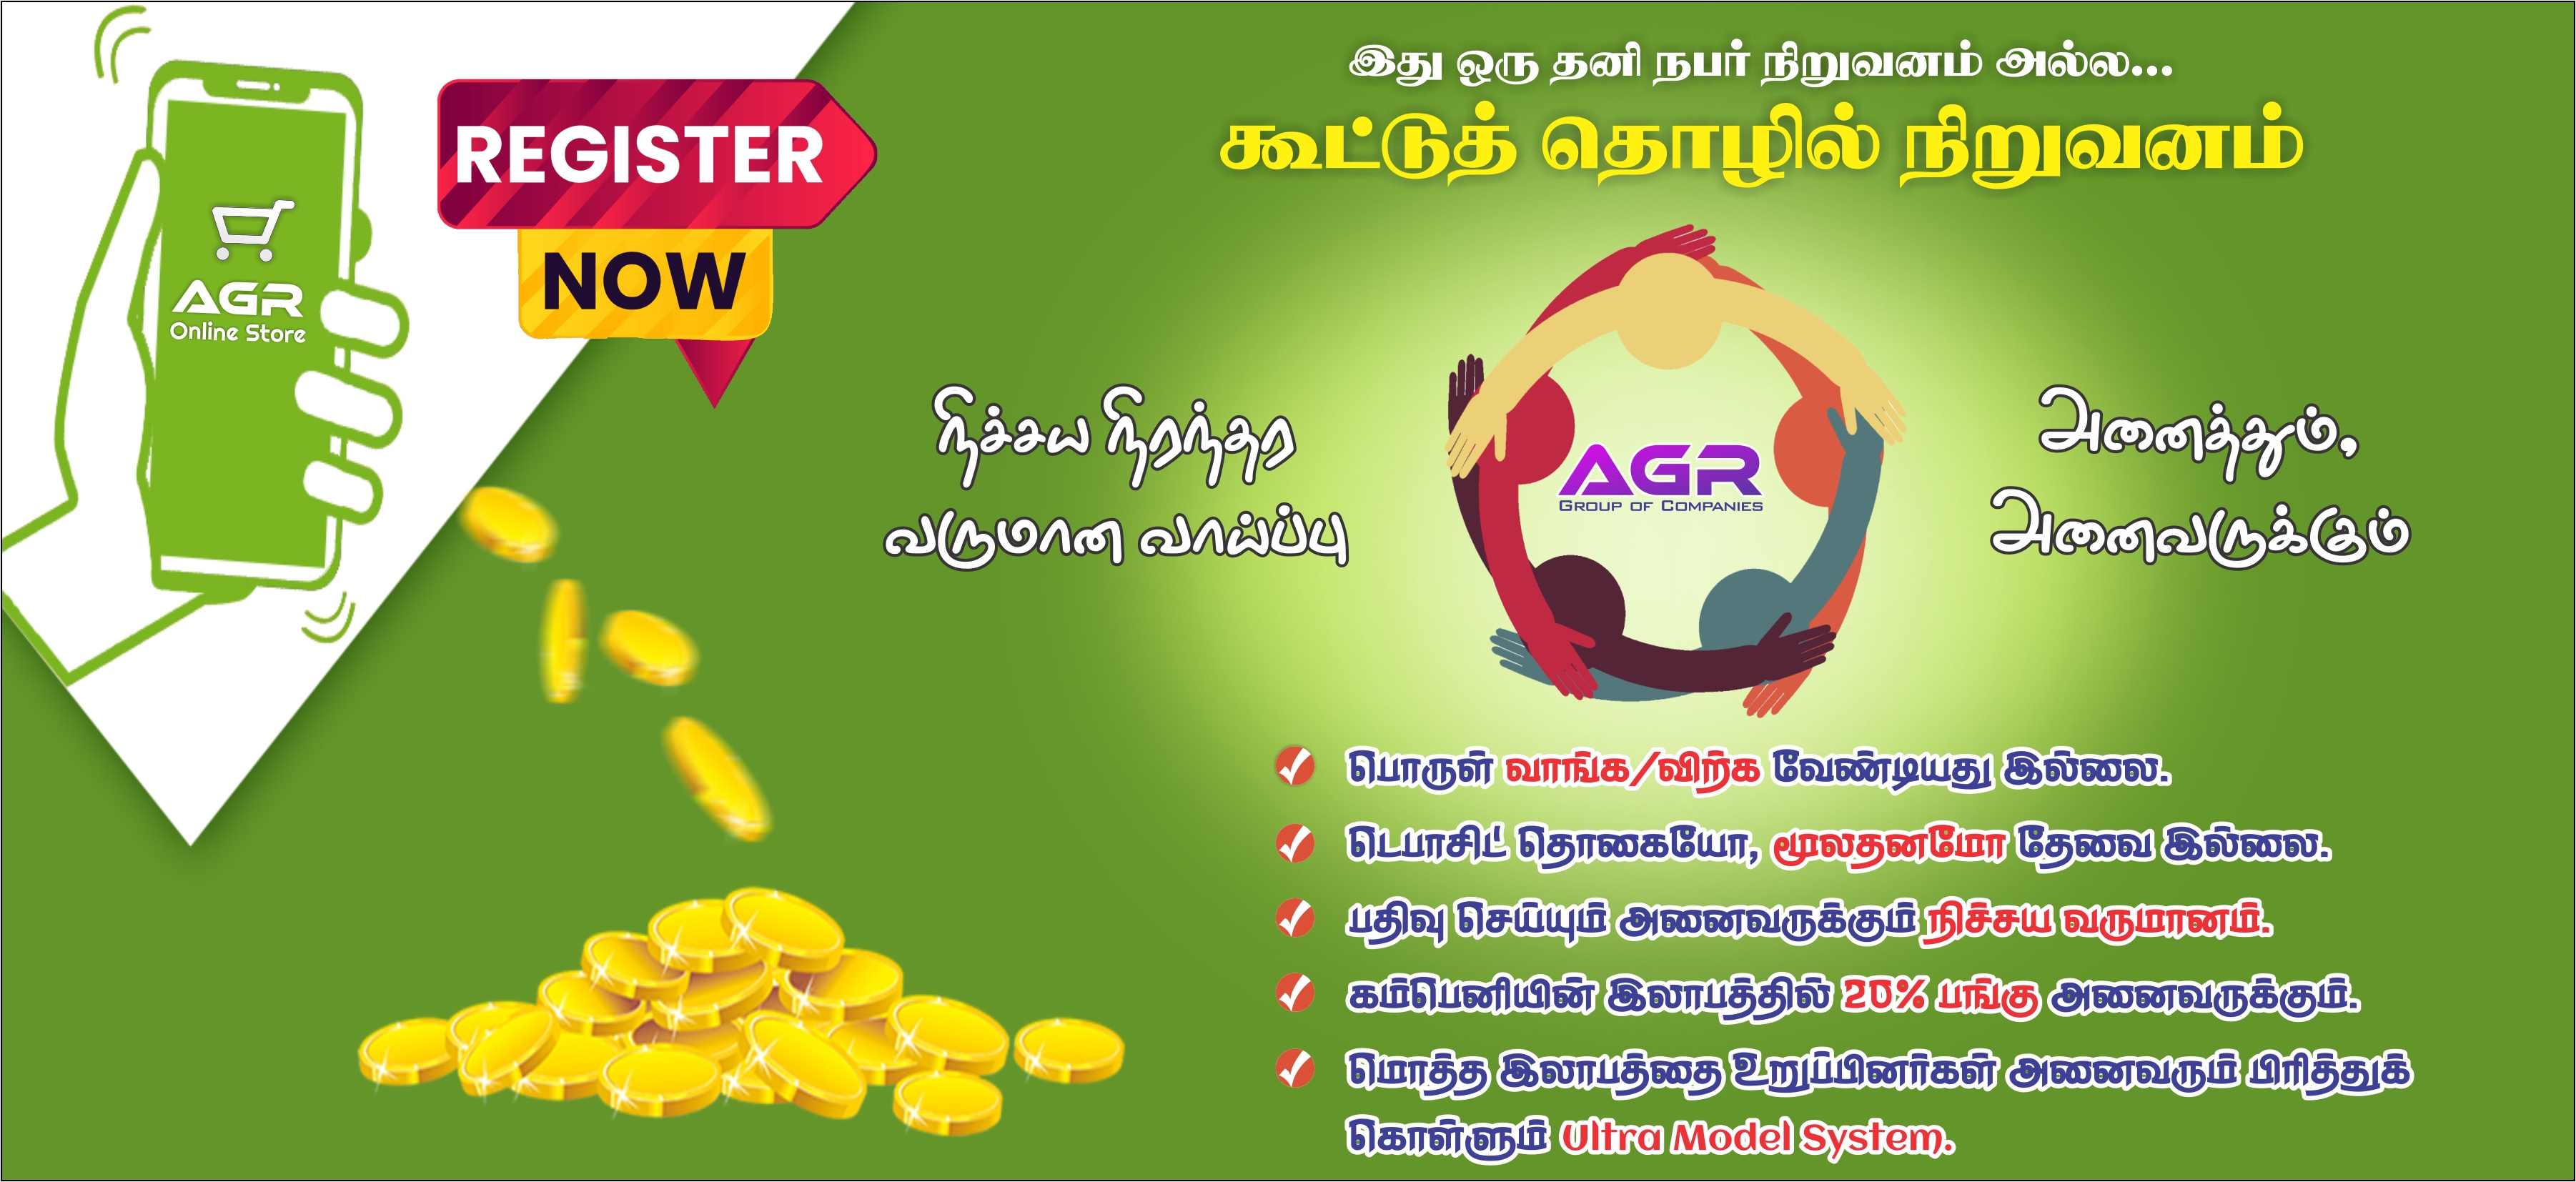 இது ஒரு தனி நபர் நிறுவனம் அல்ல...
கூட்டுத் தொழில் நிறுவனம்
REGISTER
NOW
AGR
Online Store
நிச்சய நிரந்தர
வருமான வாய்ப்பு
AGR
GROUP OF COMPANIES
அனைத்தும்,
அனைவருக்கும்
பொருள் வாங்க/விற்க வேண்டியது இல்லை.
டெபாசிட் தொகையோ, மூலதனமோ தேவை இல்லை.
பதிவு செய்யும் அனைவருக்கும் நிச்சய வருமானம்.
கம்பெனியின் இலாபத்தில் 20% பங்கு அனைவருக்கும்.
மொத்த இலாபத்தை உறுப்பினர்கள் அனைவரும் பிரித்துக்
கொள்ளும் Ultra Model System.